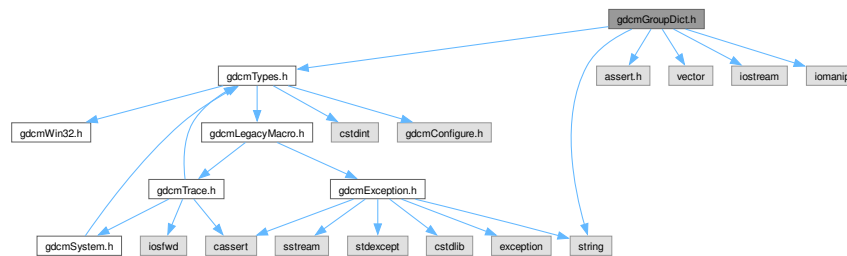 gdcmGroupDict.h
gdcmTypes.h
assert.h
vector
iostream
iomanip
gdcmWin32.h
gdcmLegacyMacro.h
cstdint
gdcmConfigure.h
gdcmTrace.h
gdcmException.h
gdcmSystem.h
iosfwd
cassert
sstream
stdexcept
cstdlib
exception
string